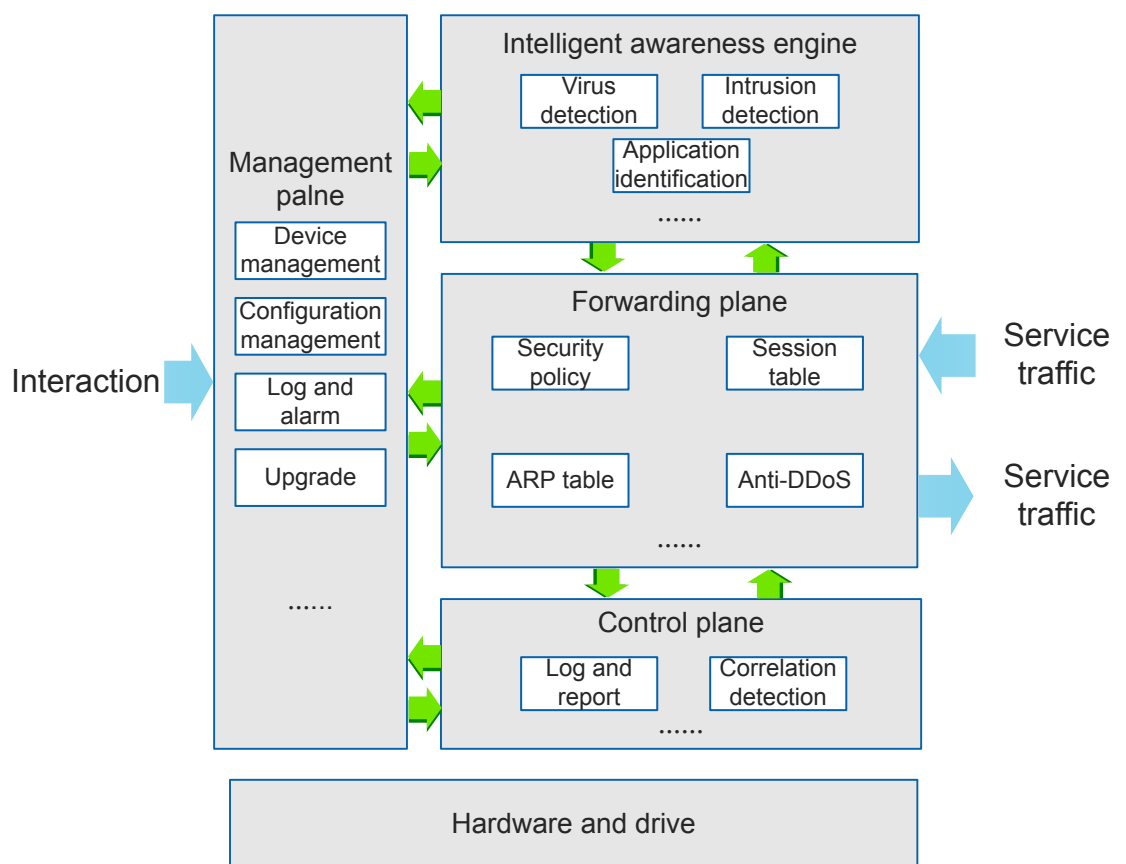 Intelligent awareness engine
Virus
detection
Intrusion
detection
Application
identification
......
Management
palne
Device
management
Configuration
management
Log and
alarm
Upgrade
......
Interaction
Forwarding plane
Security
policy
Session
table
ARP table
Anti-DDoS
......
Service
traffic
Service
traffic
Control plane
Log and
report
Correlation
detection
......
Hardware and drive